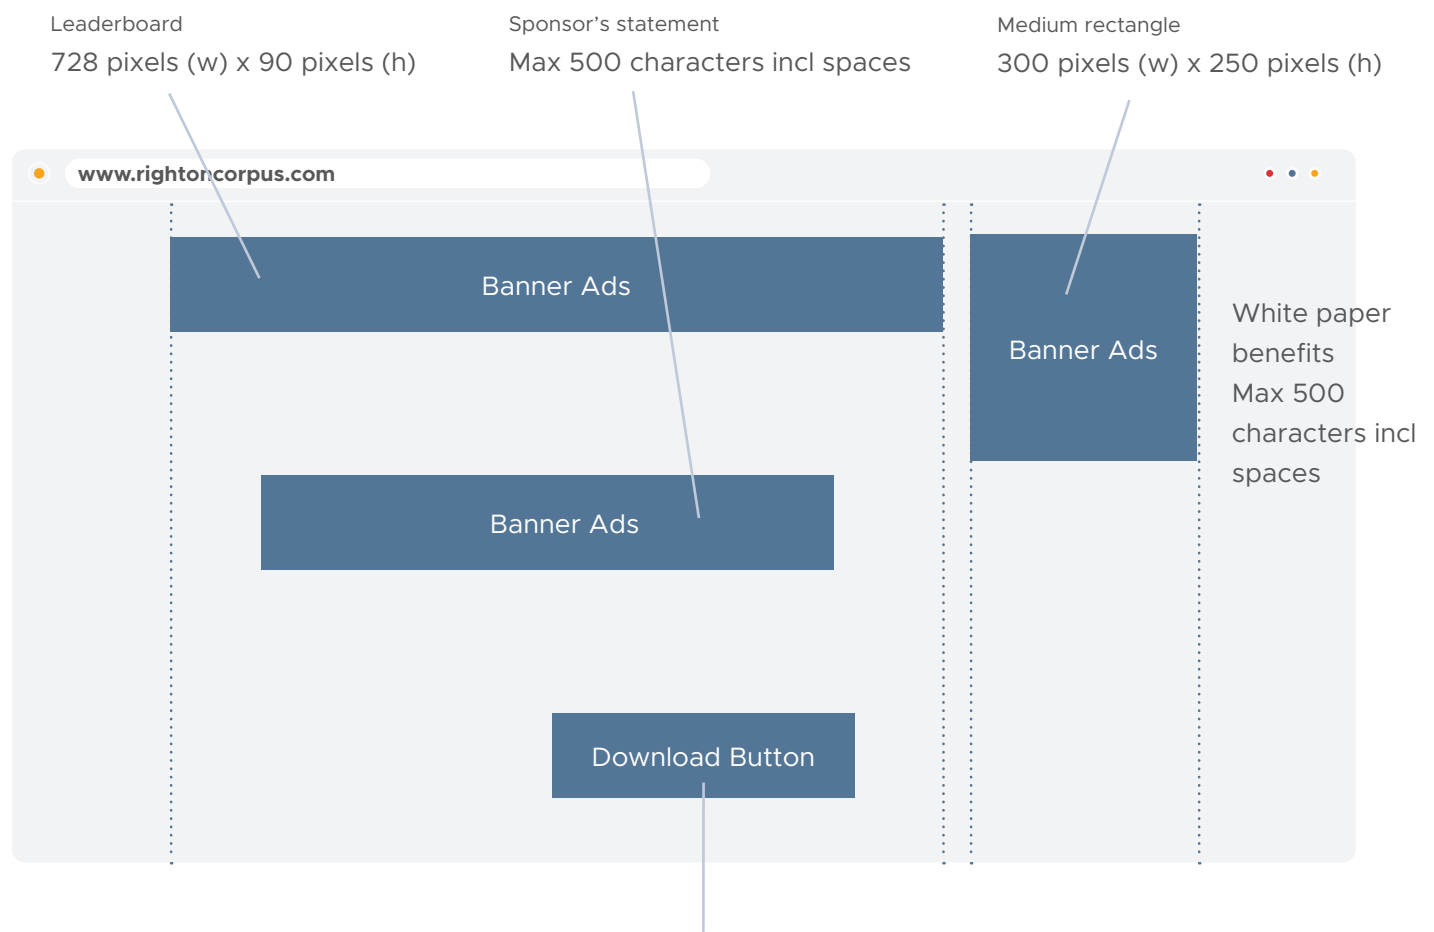 Leaderboard
728 pixels (w) x 90 pixels (h)
Sponsor’s statement
Max 500 characters incl spaces
Medium rectangle
300 pixels (w) x 250 pixels (h)
www.rightoncorpus.com
Banner Ads
Banner Ads
White paper
benefits
Max 500
characters incl
spaces
Banner Ads
Download Button